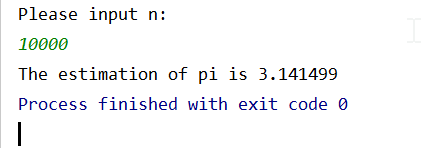 Please input n:
10000
The estimation of pi is 3.141499
Process finished with exit code 0